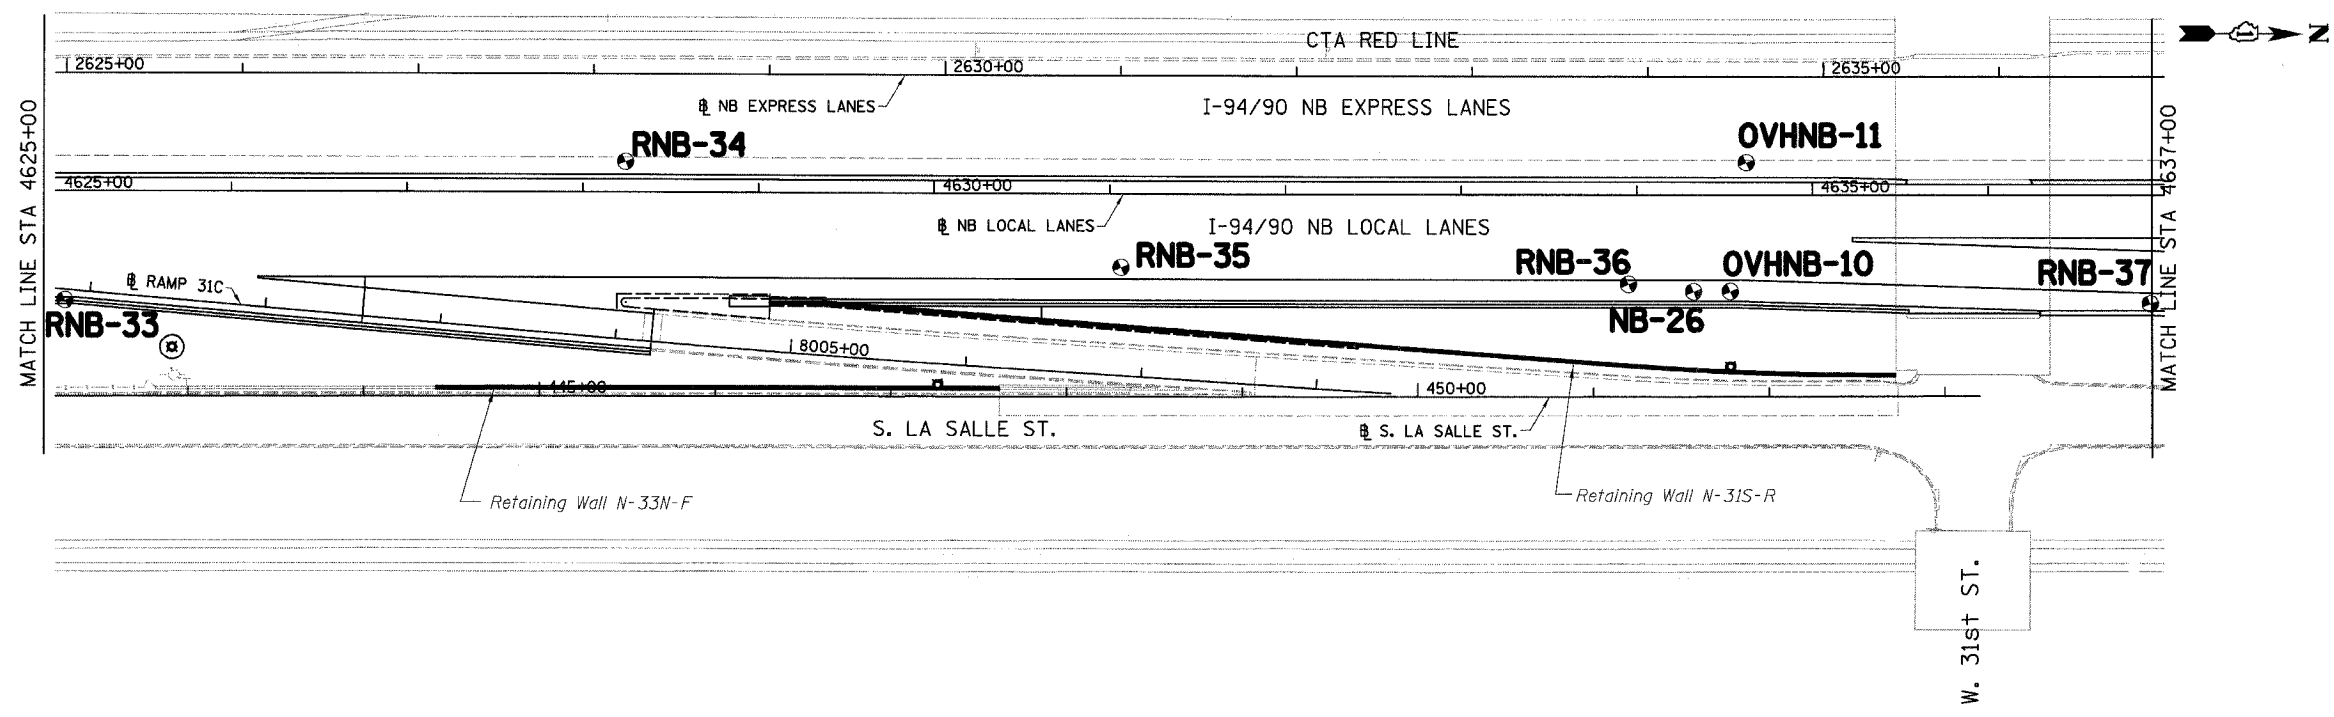 CTA RED LINE
N
2625+00
2630+00
2635+00
℄ NB EXPRESS LANES
I-94/90 NB EXPRESS LANES
MATCH LINE STA 4625+00
MATCH LINE STA 4637+00
RNB-34
OVHNB-11
4625+00
4630+00
4635+00
℄ NB LOCAL LANES
I-94/90 NB LOCAL LANES
RNB-35
RNB-36
OVHNB-10
RNB-37
℄ RAMP 31C
RNB-33
NB-26
8005+00
445+00
450+00
S. LA SALLE ST.
℄ S. LA SALLE ST.
Retaining Wall N-33N-F
Retaining Wall N-31S-R
W. 31st ST.